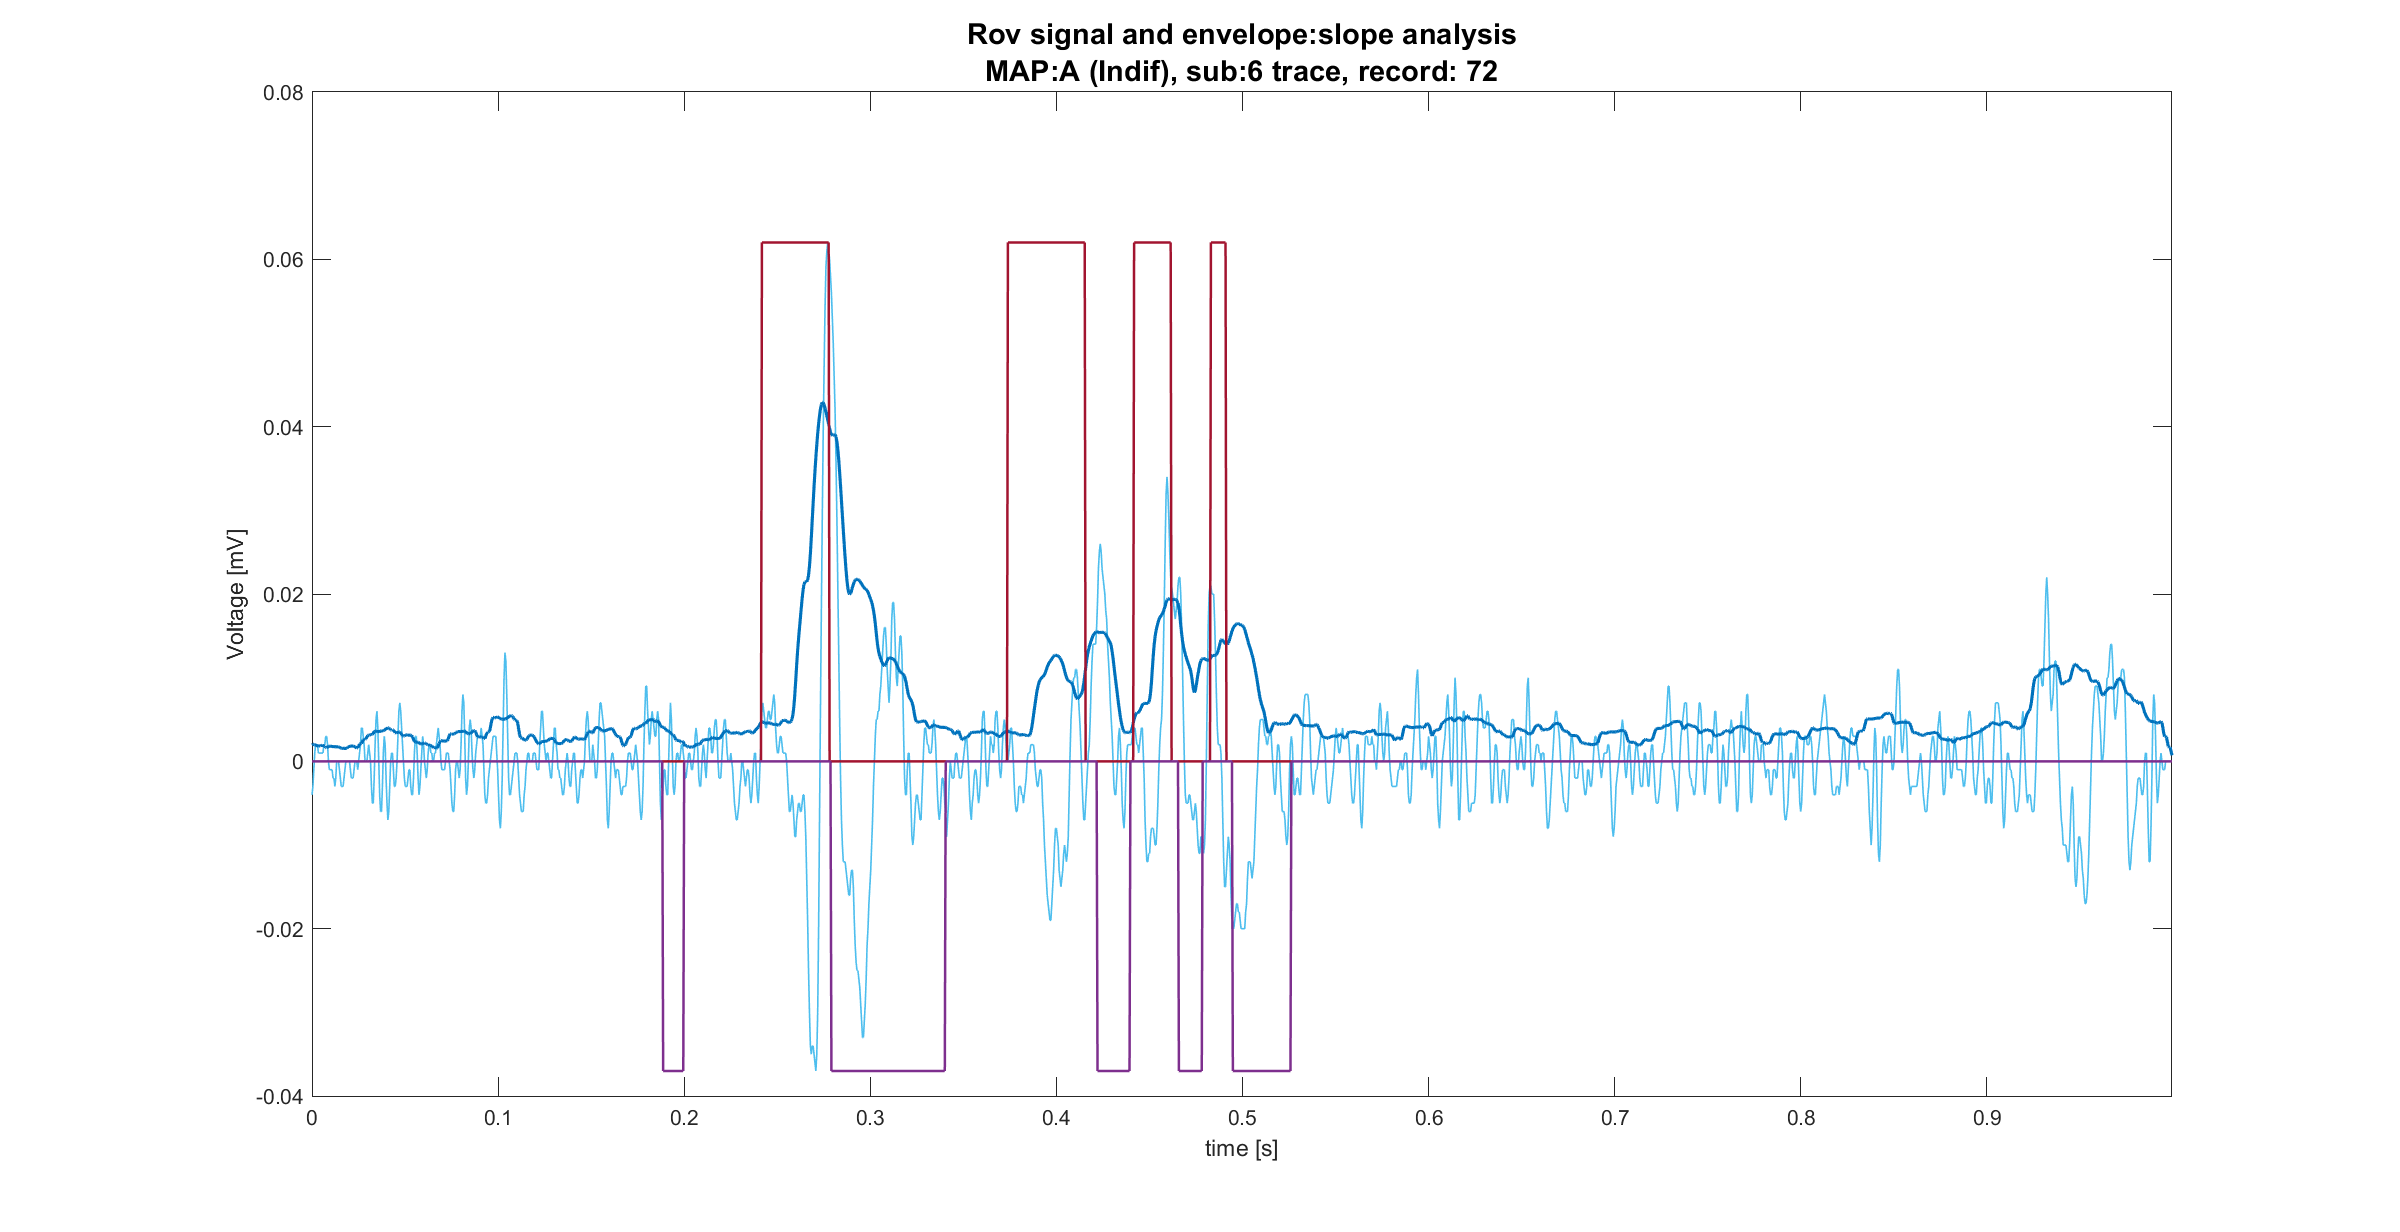 Rov signal and envelope:slope analysis
MAP:A (Indif), sub:6 trace, record: 72
0.08
0.06
0.04
0.02
0
-0.02
-0.04
Voltage [mV]
0 0.1 0.2 0.3 0.4 0.5 0.6 0.7 0.8 0.9
time [s]